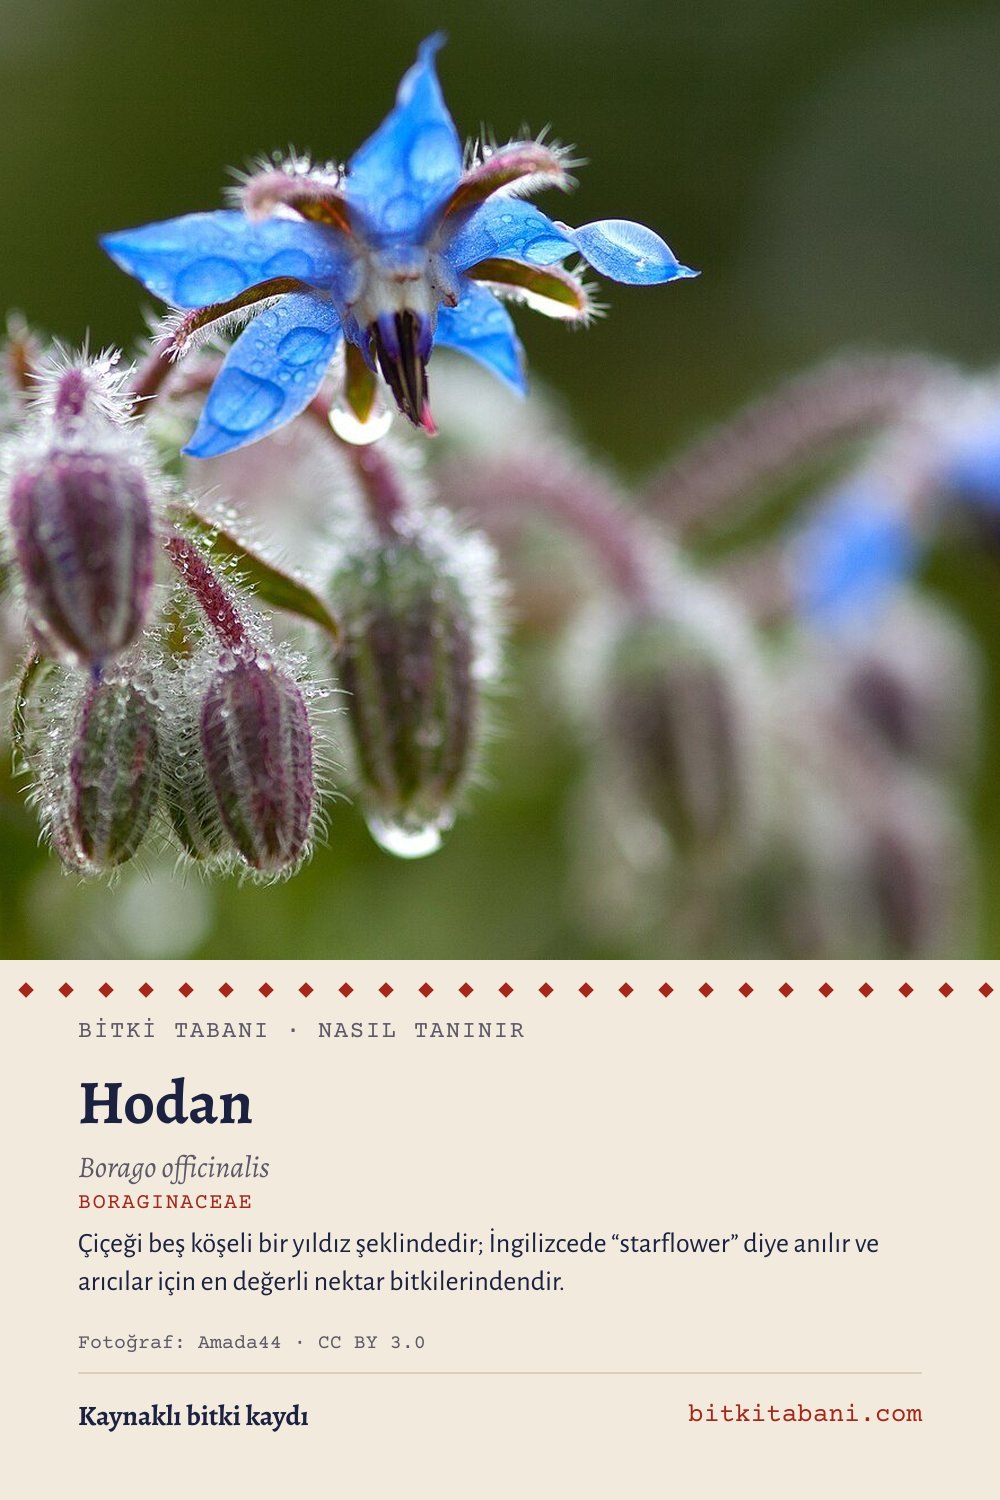 BİTKİ TABANI · NASIL TANINIR
Hodan
Borago officinalis
BORAGINACEAE
Çiçeği beş köşeli bir yıldız şeklindedir; İngilizcede “starflower” diye anılır ve
arıcılar için en değerli nektar bitkilerindendir.
Fotoğraf: Amada44 · CC BY 3.0
Kaynaklı bitki kaydı
bitkitabani.com